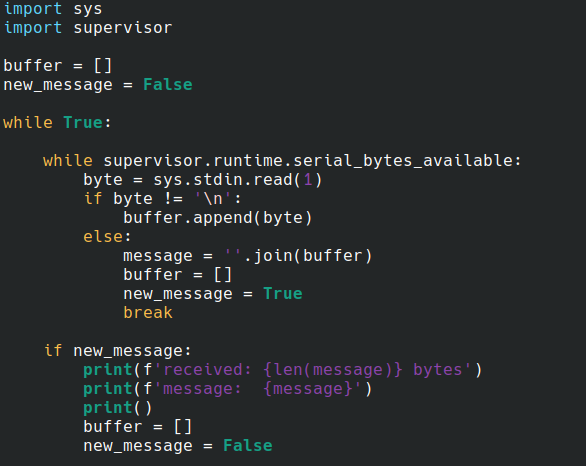 import sys
import supervisor

buffer = []
new_message = False

while True:

    while supervisor.runtime.serial_bytes_available:
        byte = sys.stdin.read(1)
        if byte != '\n':
            buffer.append(byte)
        else:
            message = ''.join(buffer)
            buffer = []
            new_message = True
            break

    if new_message:
        print(f'received: {len(message)} bytes')
        print(f'message:  {message}')
        print()
        buffer = []
        new_message = False